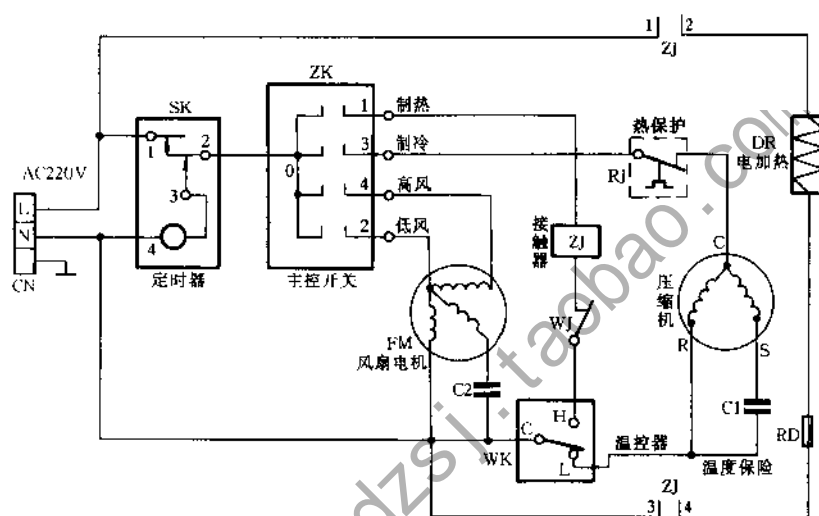 1 2
ZJ
ZK
SK
1 制热
热保护
DR
电加热
1 2
0
3 制冷
Rj
AC220V
3
4 高风
L
N
4
2 低风
接触器
ZJ
C
定时器
主控开关
CN
压缩机
WJ
R S
FM
风扇电机
C2
H
C1
C
WK
L
温控器
RD
温度保险
ZJ
3 4
dzsj.taobao.com